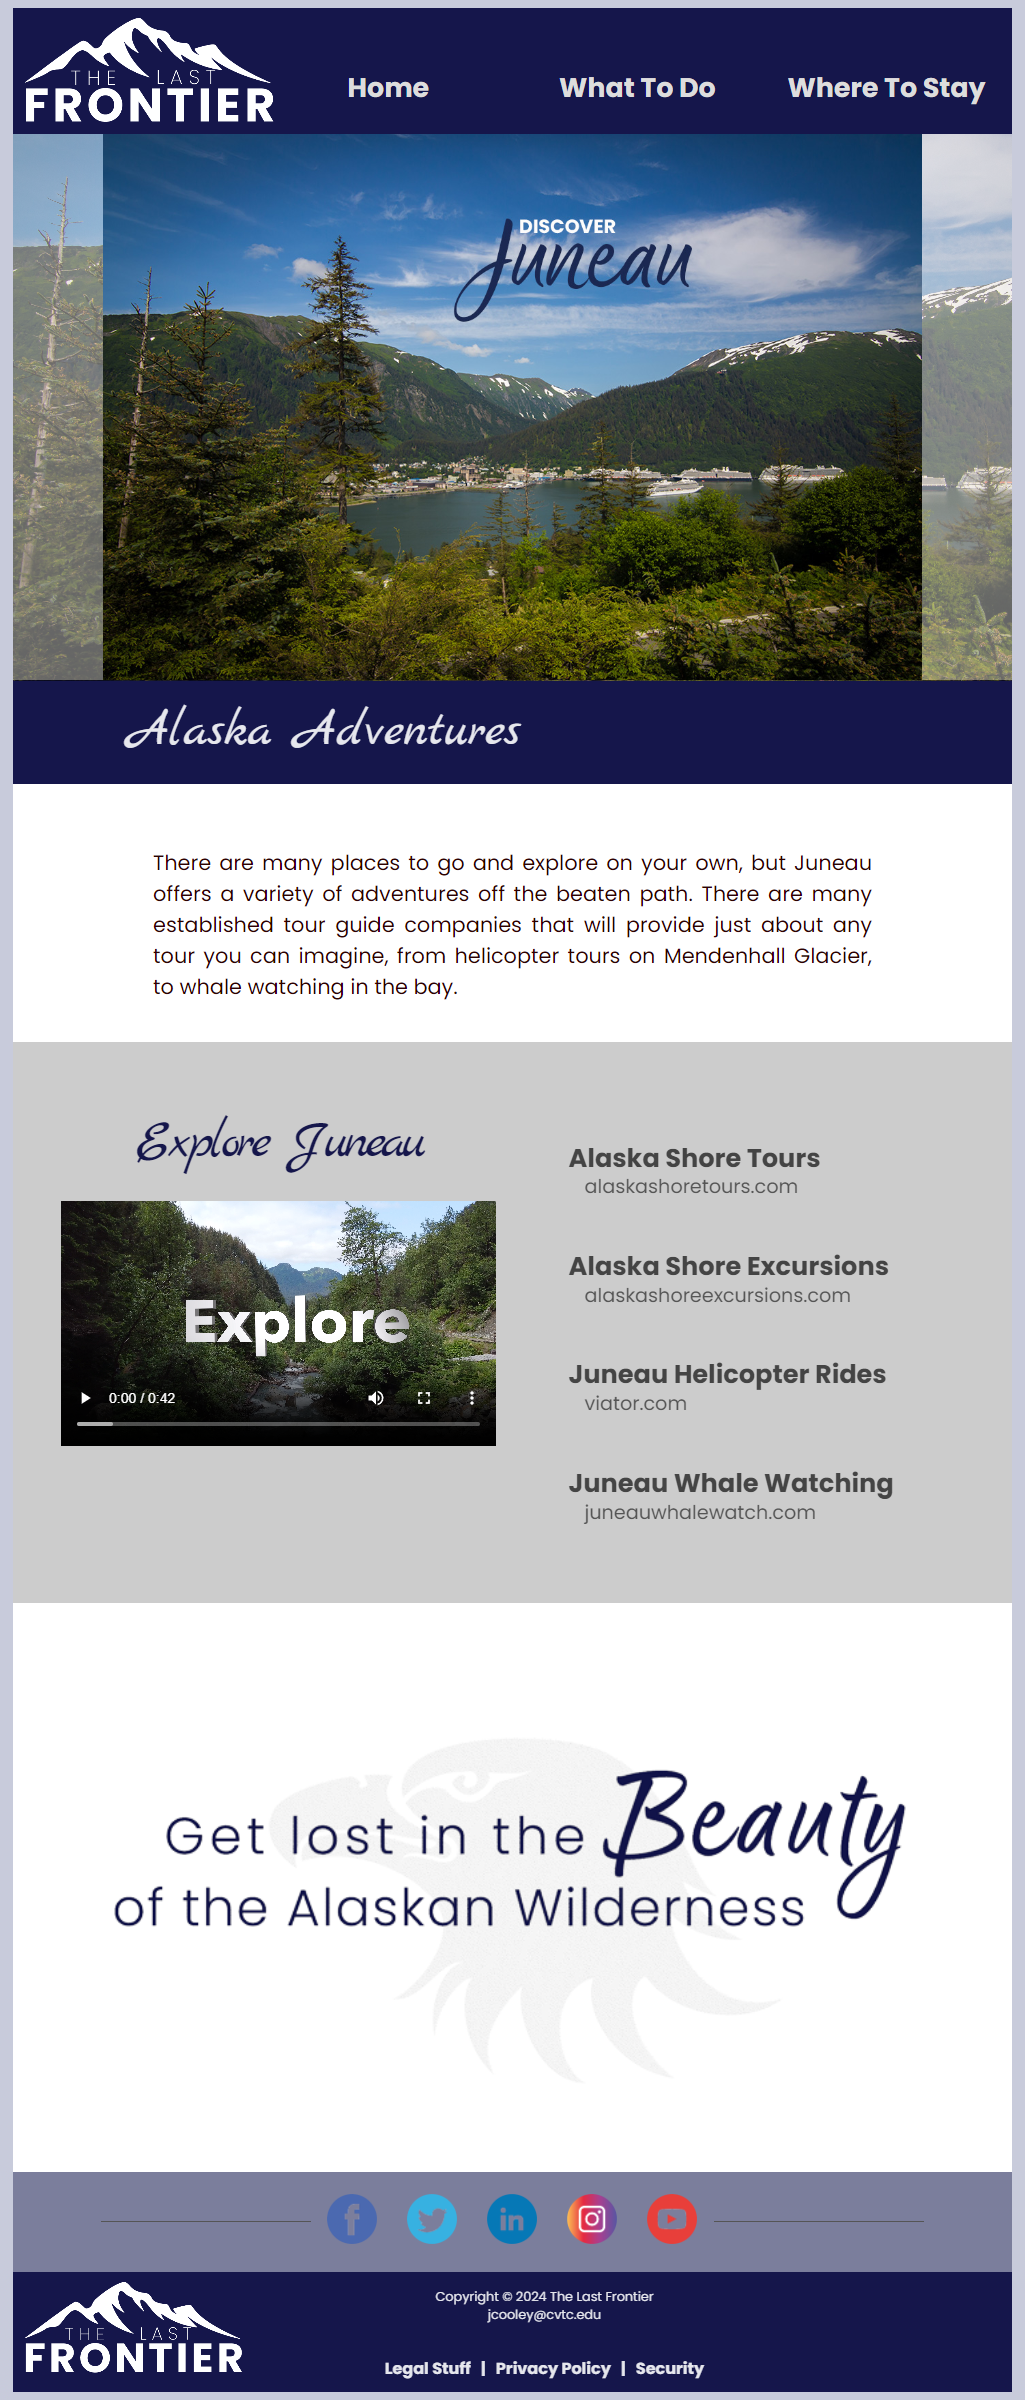 THE LAST
FRONTIER
Home
What To Do
Where To Stay
DISCOVER
Juneau
Alaska Adventures
There are many places to go and explore on your own, but Juneau
offers a variety of adventures off the beaten path. There are many
established tour guide companies that will provide just about any
tour you can imagine, from helicopter tours on Mendenhall Glacier,
to whale watching in the bay.
Explore Juneau
Explore
0:00 / 0:42
Alaska Shore Tours
alaskashoretours.com
Alaska Shore Excursions
alaskashoreexcursions.com
Juneau Helicopter Rides
viator.com
Juneau Whale Watching
juneauwhalewatch.com
Get lost in the Beauty
of the Alaskan Wilderness
f
in
THE LAST
FRONTIER
Copyright © 2024 The Last Frontier
jcooley@cvtc.edu
Legal Stuff | Privacy Policy | Security